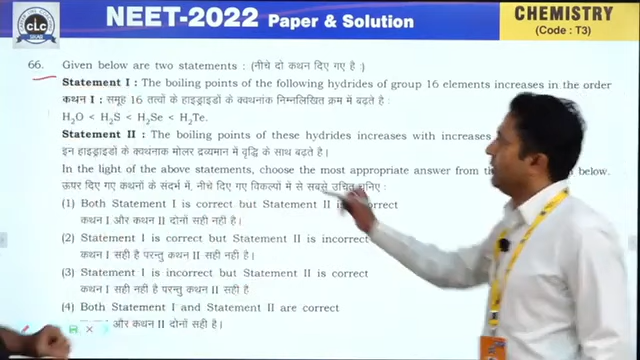 CLC
NEET-2022 Paper & Solution
CHEMISTRY
(Code : T3)
66. Given below are two statements : (नीचे दो कथन दिए गए है :)
Statement I : The boiling points of the following hydrides of group 16 elements increases in the order
कथन I : समूह 16 तत्वों के हाइड्राइडों के क्वथनांक निम्नलिखित क्रम में बढ़ते है :
H₂O < H₂S < H₂Se < H₂Te.
Statement II : The boiling points of these hydrides increases with increases
इन हाइड्राइडों के क्वथनाक मोलर द्रव्यमान में वृद्धि के साथ बढ़ते है।
In the light of the above statements, choose the most appropriate answer from below.
ऊपर दिए गए कथनों के संदर्भ में, नीचे दिए गए विकल्पों में से सबसे उचित चुनिए :
(1) Both Statement I is correct but Statement II is correct
कथन I और कथन II दोनों सही नहीं है।
(2) Statement I is correct but Statement II is incorrect
कथन I सही है परन्तु कथन II सही नहीं है।
(3) Statement I is incorrect but Statement II is correct
कथन I सही नहीं है परन्तु कथन II सही है
(4) Both Statement I and Statement II are correct
I और कथन II दोनों सही है।